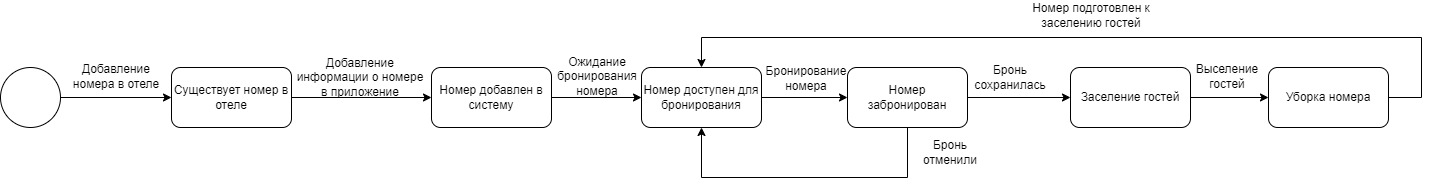 Номер подготовлен к
заселению гостей
Добавление
номера в отеле
Существует номер в
отеле
Добавление
информации о номере
в приложение
Номер добавлен в
систему
Ожидание
бронирования
номера
Номер доступен для
бронирования
Бронирование
номера
Номер
забронирован
Бронь
сохранилась
Заселение гостей
Выселение
гостей
Уборка номера
Бронь
отменили